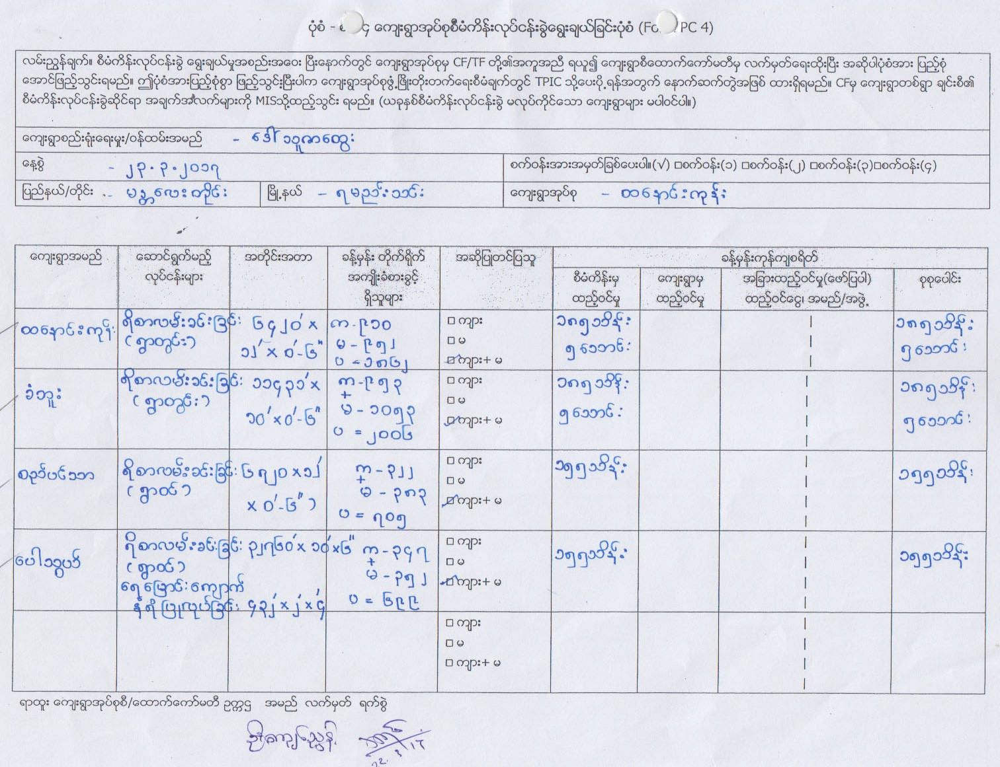 ပုံစံ - ၄ ကျေးရွာအုပ်စုစီမံကိန်းလုပ်ငန်းခွဲရွေးချယ်ခြင်းပုံစံ (Fo PC 4)
လမ်းညွှန်ချက်။ စီမံကိန်းလုပ်ငန်းခွဲ ရွေးချယ်မှုအစည်းအဝေး ပြီးနောက်တွင် ကျေးရွာအုပ်စုမှ CF/TF တို့၏အကူအညီ ရယူ၍ ကျေးရွာစီထောက်ကော်မတီမှ လက်မှတ်ရေးထိုးပြီး အဆိုပါပုံစံအား ပြည့်စုံ
အောင်ဖြည့်သွင်းရမည်။ ဤပုံစံအားပြည့်စုံစွာ ဖြည့်သွင်းပြီးပါက ကျေးရွာအုပ်စုဖွံ့ဖြိုးတိုးတက်ရေးစီမံချက်တွင် TPIC သို့ပေးပို့ရန်အတွက် နောက်ဆက်တွဲအဖြစ် ထားရှိရမည်။ CFမှ ကျေးရွာတစ်ရွာ ချင်းစီ၏
စီမံကိန်းလုပ်ငန်းခွဲဆိုင်ရာ အချက်အလက်များကို MISသို့ထည့်သွင်း ရမည်။ (ယခုနှစ်စီမံကိန်းလုပ်ငန်းခွဲ မလုပ်ကိုင်သော ကျေးရွာများ မပါဝင်ပါ။)
ကျေးရွာစည်းရုံးရေးမှူး/ဝန်ထမ်းအမည် - ဒေါ်သူဇာထွေး
နေ့စွဲ - ၂၃.၃.၂၀၁၇ စက်ဝန်းအားအမှတ်ခြစ်ပေးပါ။(√) □စက်ဝန်း(၁) □စက်ဝန်း(၂) □စက်ဝန်း(၃)□စက်ဝန်း(၄)
ပြည်နယ်/တိုင်း - မန္တလေးတိုင်း မြို့နယ် - ရမည်းသင်း ကျေးရွာအုပ်စု - ထနောင်းကုန်း
ကျေးရွာအမည် ဆောင်ရွက်မည့် အတိုင်းအတာ ခန့်မှန်း တိုက်ရိုက် အဆိုပြုတင်ပြသူ ခန့်မှန်းကုန်ကျစရိတ်
လုပ်ငန်းများ အကျိုးခံစားခွင့် စီမံကိန်းမှ ကျေးရွာမှ အခြားထည့်ဝင်မှု(ဖော်ပြပါ) စုစုပေါင်း
ရှိသူများ ထည့်ဝင်မှု ထည့်ဝင်မှု ထည့်ဝင်ငွေ၊ အမည်/အဖွဲ့
ထနောင်းကုန်း ရိုစာလမ်းခင်းခြင်း ၆၄၂၀' x က-၉၁၀ □ ကျား ၁၈၅သိန်း ၁၈၅သိန်း
(ရွာတွင်း) ၁၂' x ၀'-၆" မ - ၉၅၂ □ မ ၅သောင်း ၅သောင်း
ပ = ၁၈၆၂ ☑ ကျား+ မ
ခံဘူး ရိုစာလမ်းခင်းခြင်း ၁၁၄၃၁' x ကျ-၉၅၃ □ ကျား ၁၈၅သိန်း ၁၈၅သိန်း
(ရွာတွင်း) + □ မ
၁၀' x ၀'-၆" မ - ၁၀၅၃ ☑ ကျား+ မ ၅သောင်း ၅သောင်း
ပ = ၂၀၀၆
စဉ့်ပင်သာ ရိုစာလမ်းခင်းခြင်း ၆၇၂၀ x ၁၂' ကျ - ၃၂၂ □ ကျား ၁၅၅သိန်း ၁၅၅သိန်း
(ရွာဝင်) + □ မ
x ၀'-၆") မ - ၃၈၃ ☑ ကျား+ မ
ပ = ၇၀၅
ပေါသွပ် ရိုစာလမ်းခင်းခြင်း ၃၂၇၆၀' x ၁၀' x ၆" ကျ - ၃၄၇ □ ကျား ၁၅၅သိန်း ၁၅၅သိန်း
(ရွာဝင်) + □ မ
ရေမြောင်းကျောက် မ - ၃၅၂ ☑ ကျား+ မ
နံရံပြုလုပ်ခြင်း ၄၃၂' x ၂' x ၄' ပ = ၆၉၉
□ ကျား
□ မ
□ ကျား+ မ
ရာထူး ကျေးရွာအုပ်စုစီ/ထောက်ကော်မတီ ဥက္ကဌ အမည် လက်မှတ် ရက်စွဲ
ဦးကျော်ညွန့်
22. 3. 17